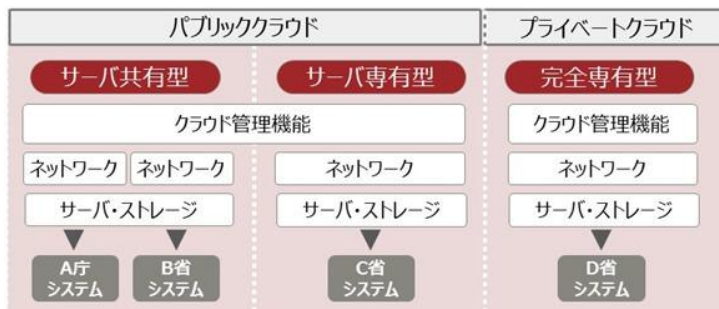 パブリッククラウド
プライベートクラウド
サーバ共有型
サーバ専有型
完全専有型
クラウド管理機能
クラウド管理機能
ネットワーク
ネットワーク
ネットワーク
ネットワーク
サーバ・ストレージ
サーバ・ストレージ
サーバ・ストレージ
A庁
システム
B省
システム
C省
システム
D省
システム